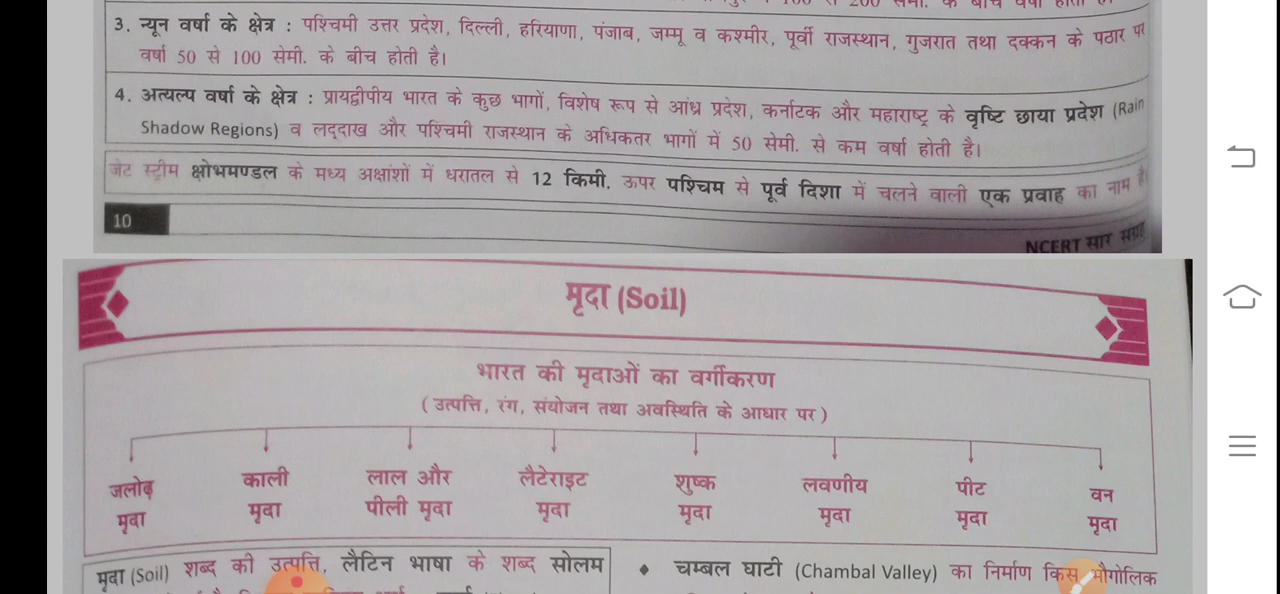 3. न्यून वर्षा के क्षेत्र : पश्चिमी उत्तर प्रदेश, दिल्ली, हरियाणा, पंजाब, जम्मू व कश्मीर, पूर्वी राजस्थान, गुजरात तथा दक्कन के पठार पर
वर्षा 50 से 100 सेमी. के बीच होती है।
4. अत्यल्प वर्षा के क्षेत्र : प्रायद्वीपीय भारत के कुछ भागों, विशेष रूप से आंध्र प्रदेश, कर्नाटक और महाराष्ट्र के वृष्टि छाया प्रदेश (Rain
Shadow Regions) व लद्दाख और पश्चिमी राजस्थान के अधिकतर भागों में 50 सेमी. से कम वर्षा होती है।
जेट स्ट्रीम क्षोभमण्डल के मध्य अक्षांशों में धरातल से 12 किमी. ऊपर पश्चिम से पूर्व दिशा में चलने वाली एक प्रवाह का नाम है।
10
NCERT सार संग्रह
मृदा (Soil)
भारत की मृदाओं का वर्गीकरण
( उत्पत्ति, रंग, संयोजन तथा अवस्थिति के आधार पर )
जलोढ़ काली लाल और लैटेराइट शुष्क लवणीय पीट वन
मृदा मृदा पीली मृदा मृदा मृदा मृदा मृदा मृदा
मृदा (Soil) शब्द की उत्पत्ति, लैटिन भाषा के शब्द सोलम
♦ चम्बल घाटी (Chambal Valley) का निर्माण किस भौगोलिक